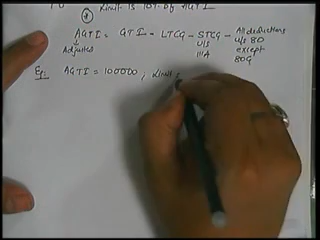 Limit is 10% of AGTI
AGTI = GTI - LTCG - STCG - All deductions
Adjusted u/s u/s 80
111A except
80G
Eg: AGTI = 100000 ; Limit =